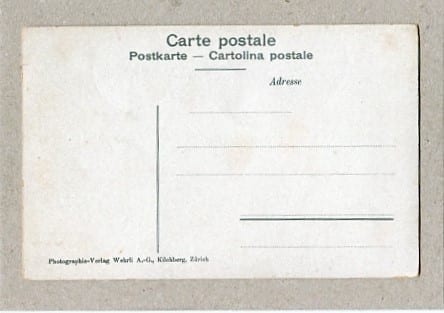 Carte postale
Postkarte — Cartolina postale
Adresse
Photographie-Verlag Wehrli A.-G., Kilchberg, Zürich